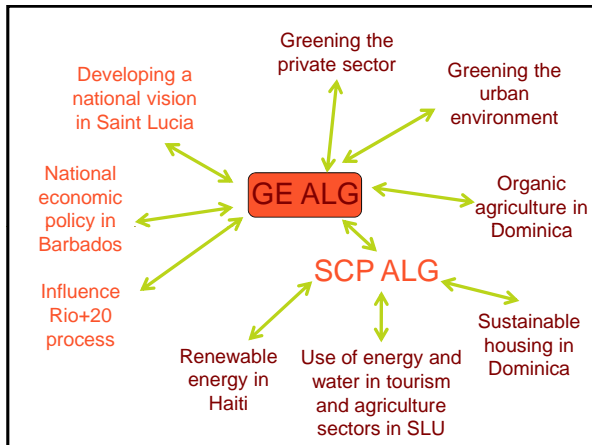 Greening the
private sector
Developing a
national vision
in Saint Lucia
Greening the
urban
environment
National
economic
policy in
Barbados
GE ALG
Organic
agriculture in
Dominica
SCP ALG
Influence
Rio+20
process
Renewable
energy in
Haiti
Use of energy and
water in tourism
and agriculture
sectors in SLU
Sustainable
housing in
Dominica